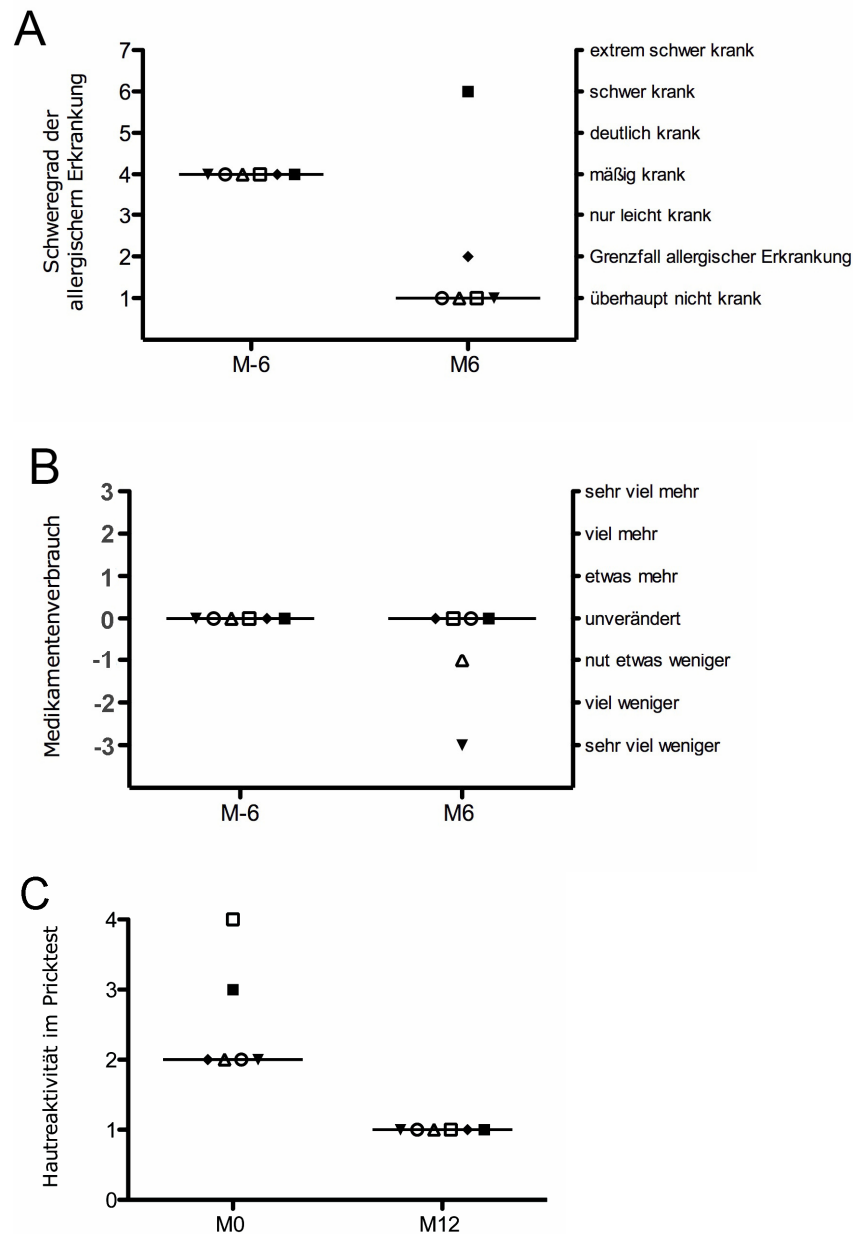 A
Schweregrad der
allergischem Erkrankung
7
6
5
4
3
2
1
extrem schwer krank
schwer krank
deutlich krank
mäßig krank
nur leicht krank
Grenzfall allergischer Erkrankung
überhaupt nicht krank
M-6
M6
B
Medikamentenverbrauch
3
2
1
0
-1
-2
-3
sehr viel mehr
viel mehr
etwas mehr
unverändert
nut etwas weniger
viel weniger
sehr viel weniger
M-6
M6
C
Hautreaktivität im Pricktest
4
3
2
1
0
M0
M12